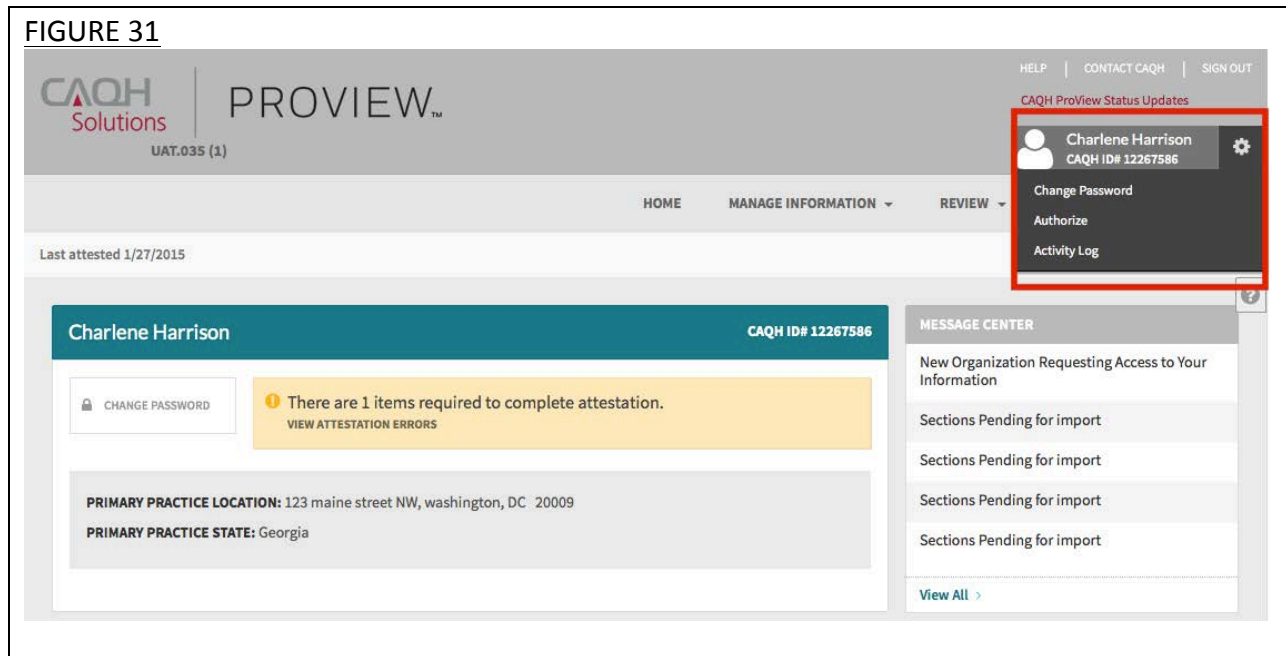 FIGURE 31
CAQH
Solutions
PROVIEW™
UAT.035 (1)
HELP | CONTACT CAQH | SIGN OUT
CAQH ProView Status Updates
Charlene Harrison
CAQH ID# 12267586
Change Password
Authorize
Activity Log
HOME MANAGE INFORMATION REVIEW
Last attested 1/27/2015
?
Charlene Harrison CAQH ID# 12267586
CHANGE PASSWORD
There are 1 items required to complete attestation.
VIEW ATTESTATION ERRORS
PRIMARY PRACTICE LOCATION: 123 maine street NW, washington, DC 20009
PRIMARY PRACTICE STATE: Georgia
MESSAGE CENTER
New Organization Requesting Access to Your
Information
Sections Pending for import
Sections Pending for import
Sections Pending for import
Sections Pending for import
View All >